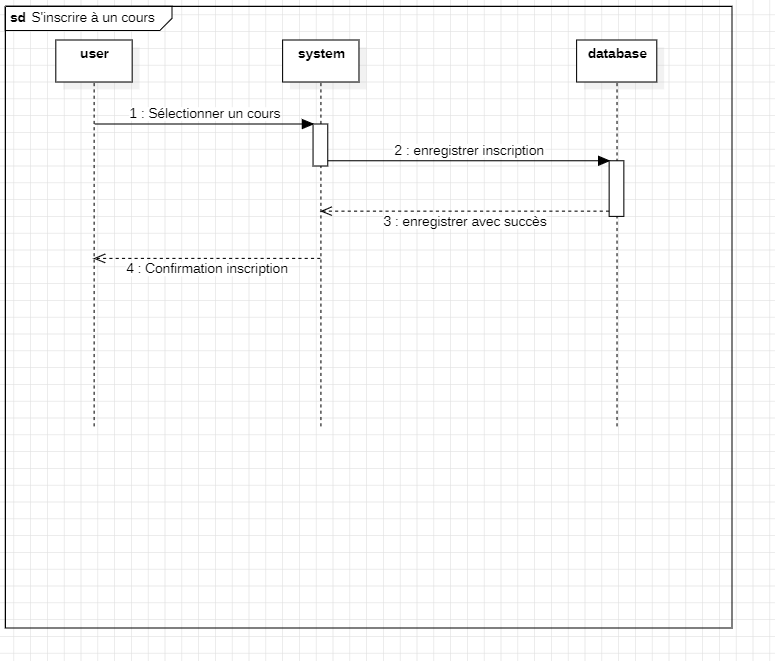 sd S'inscrire à un cours
user
system
database
1 : Sélectionner un cours
2 : enregistrer inscription
3 : enregistrer avec succès
4 : Confirmation inscription